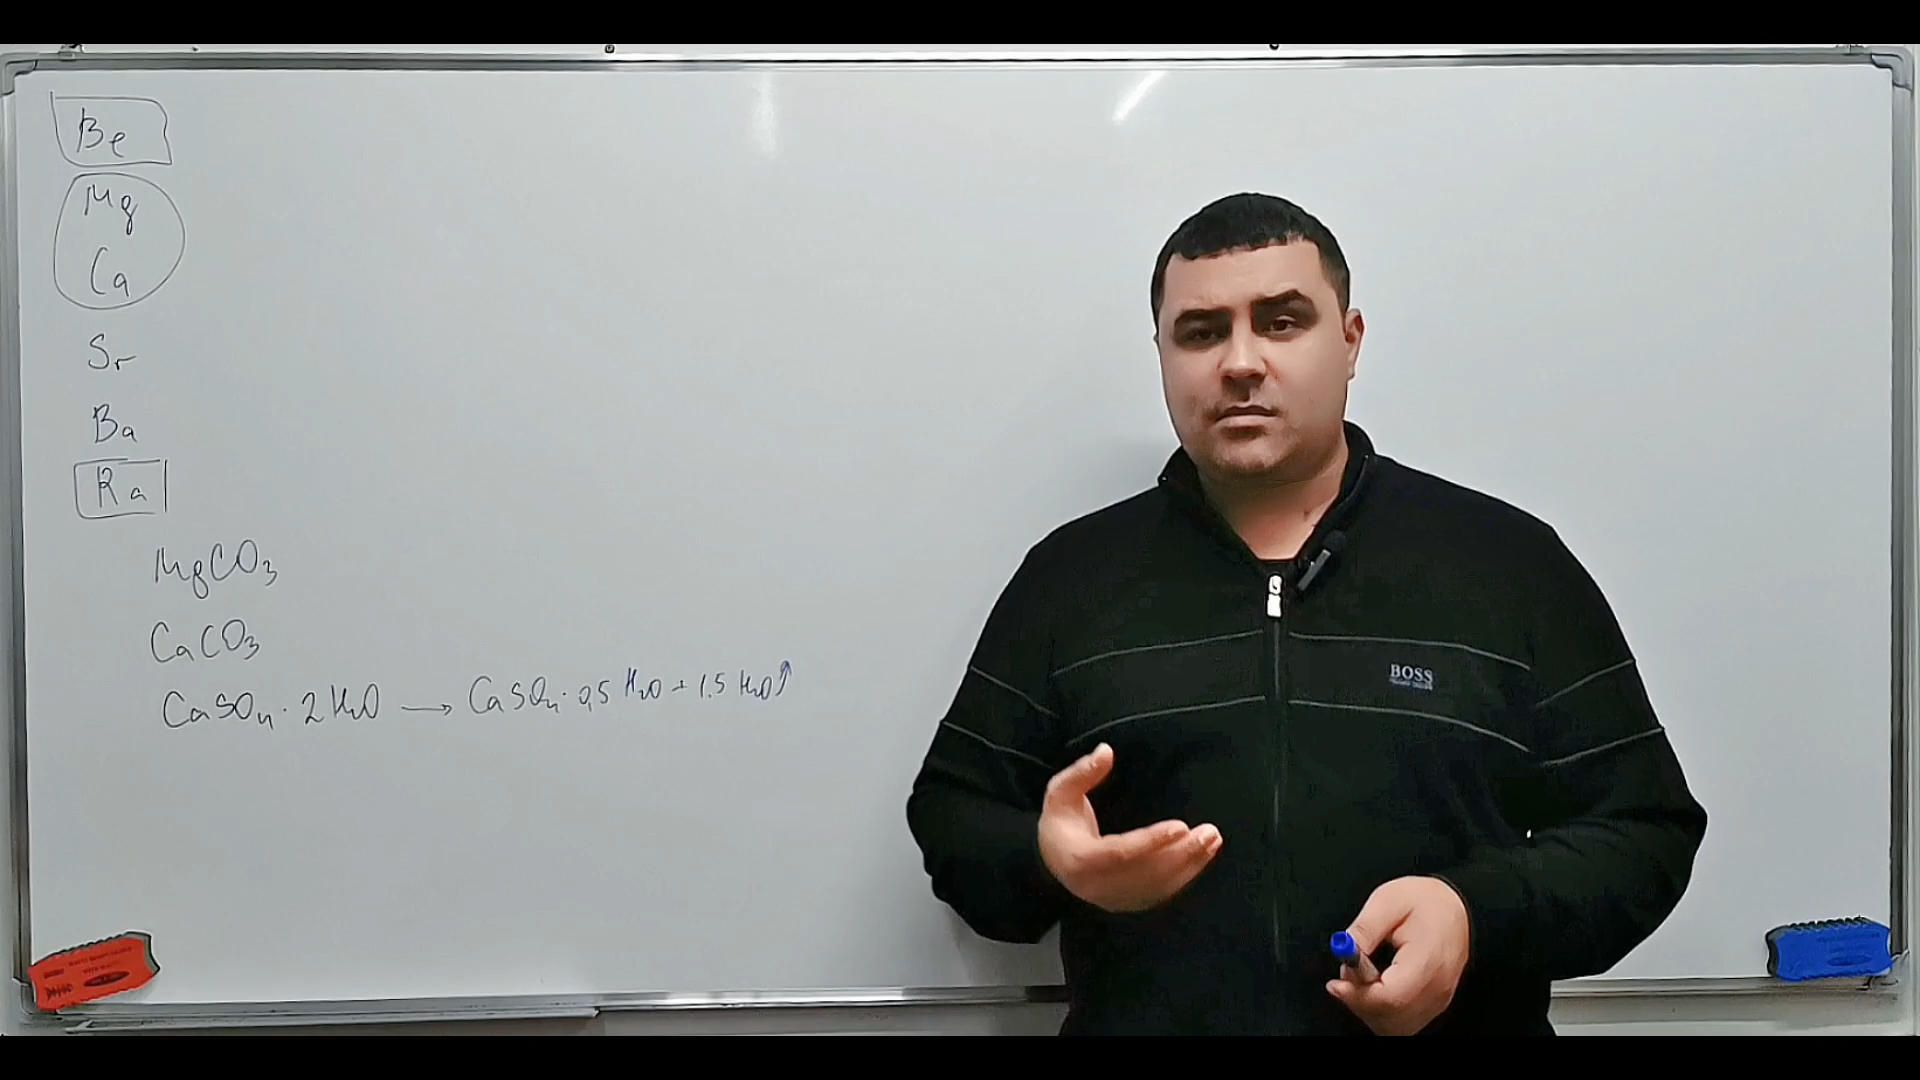 Be
Mg
Ca
Sr
Ba
Ra
MgCO3
CaCO3
CaSO4 · 2H2O → CaSO4 · 0,5 H2O + 1.5 H2O↑
BOSS